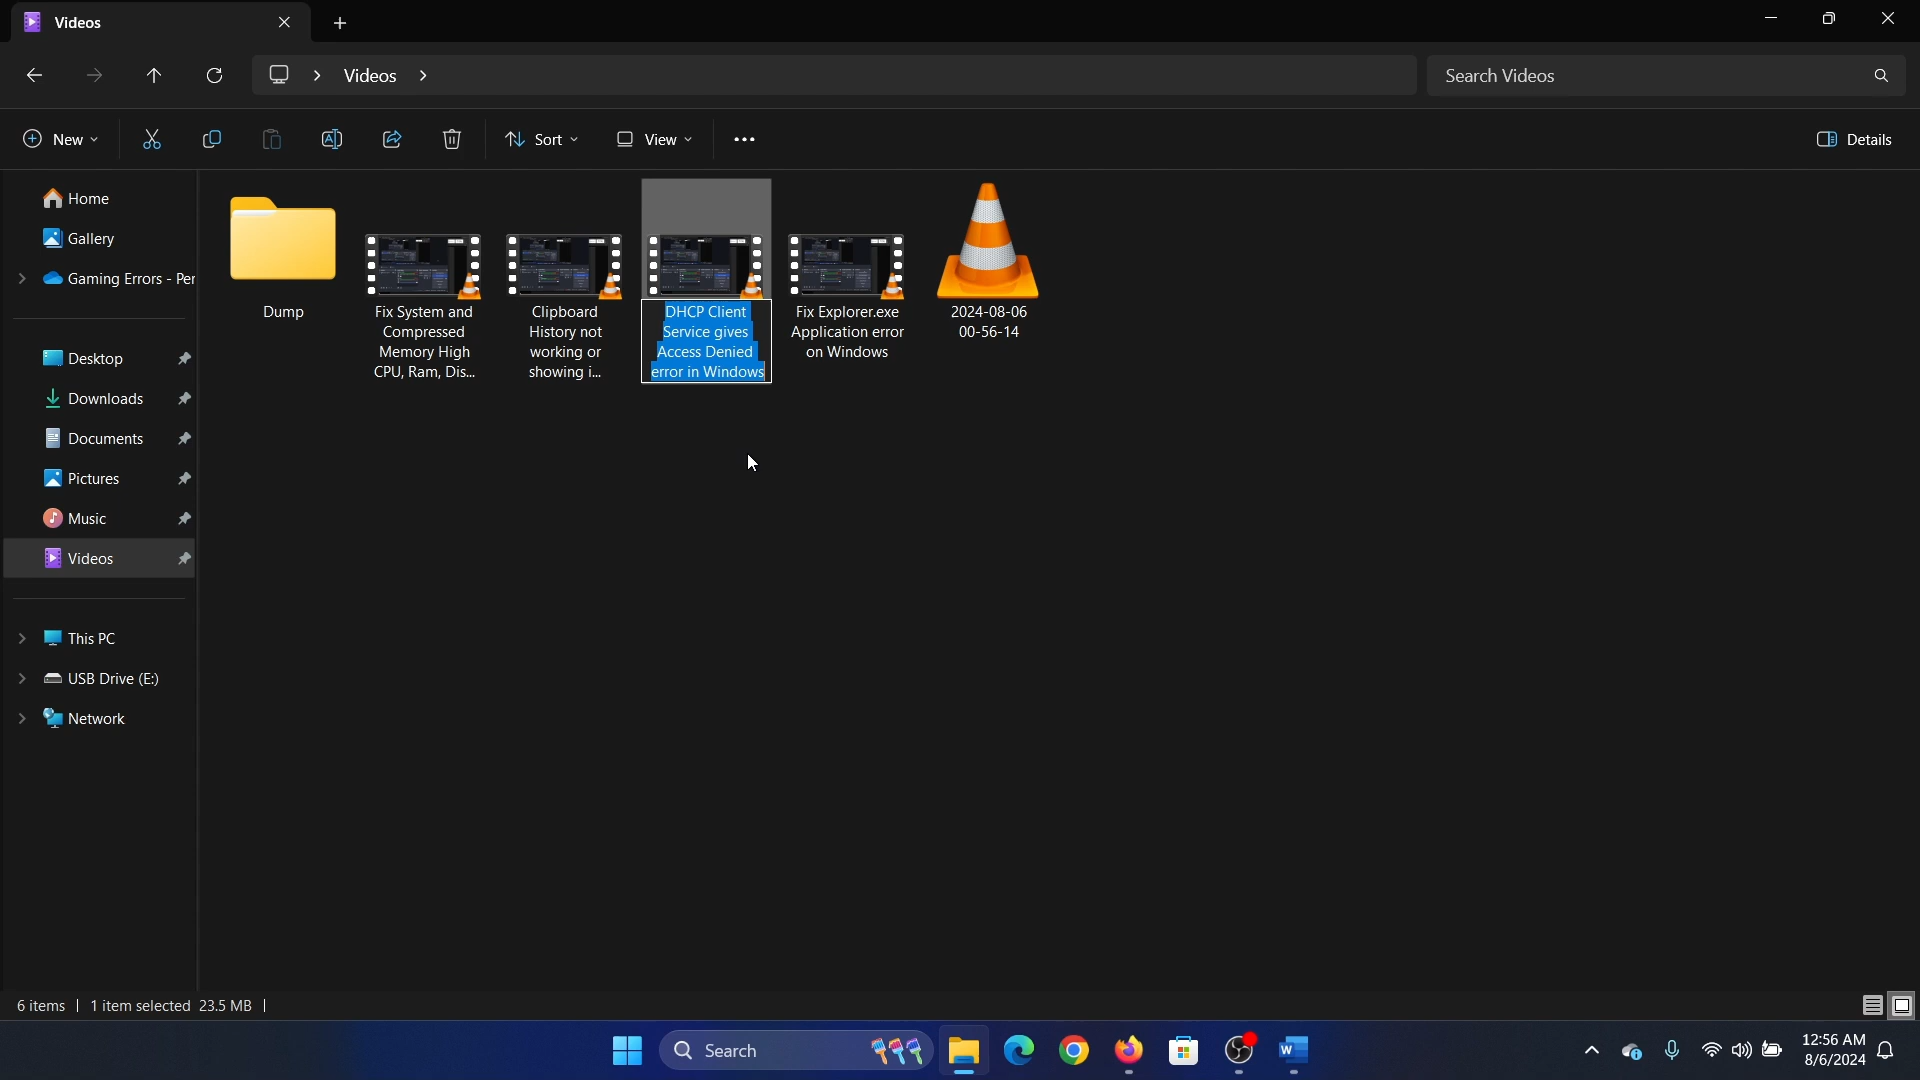 Videos
Videos
Search Videos
New
Sort
View
Details
Home
Gallery
Gaming Errors - Per
Desktop
Downloads
Documents
Pictures
Music
Videos
This PC
USB Drive (E:)
Network
Dump
Fix System and
Compressed
Memory High
CPU, Ram, Dis...
Clipboard
History not
working or
showing i...
DHCP Client
Service gives
Access Denied
error in Windows
Fix Explorer.exe
Application error
on Windows
2024-08-06
00-56-14
6 items
1 item selected 23.5 MB
Search
W
12:56 AM
8/6/2024